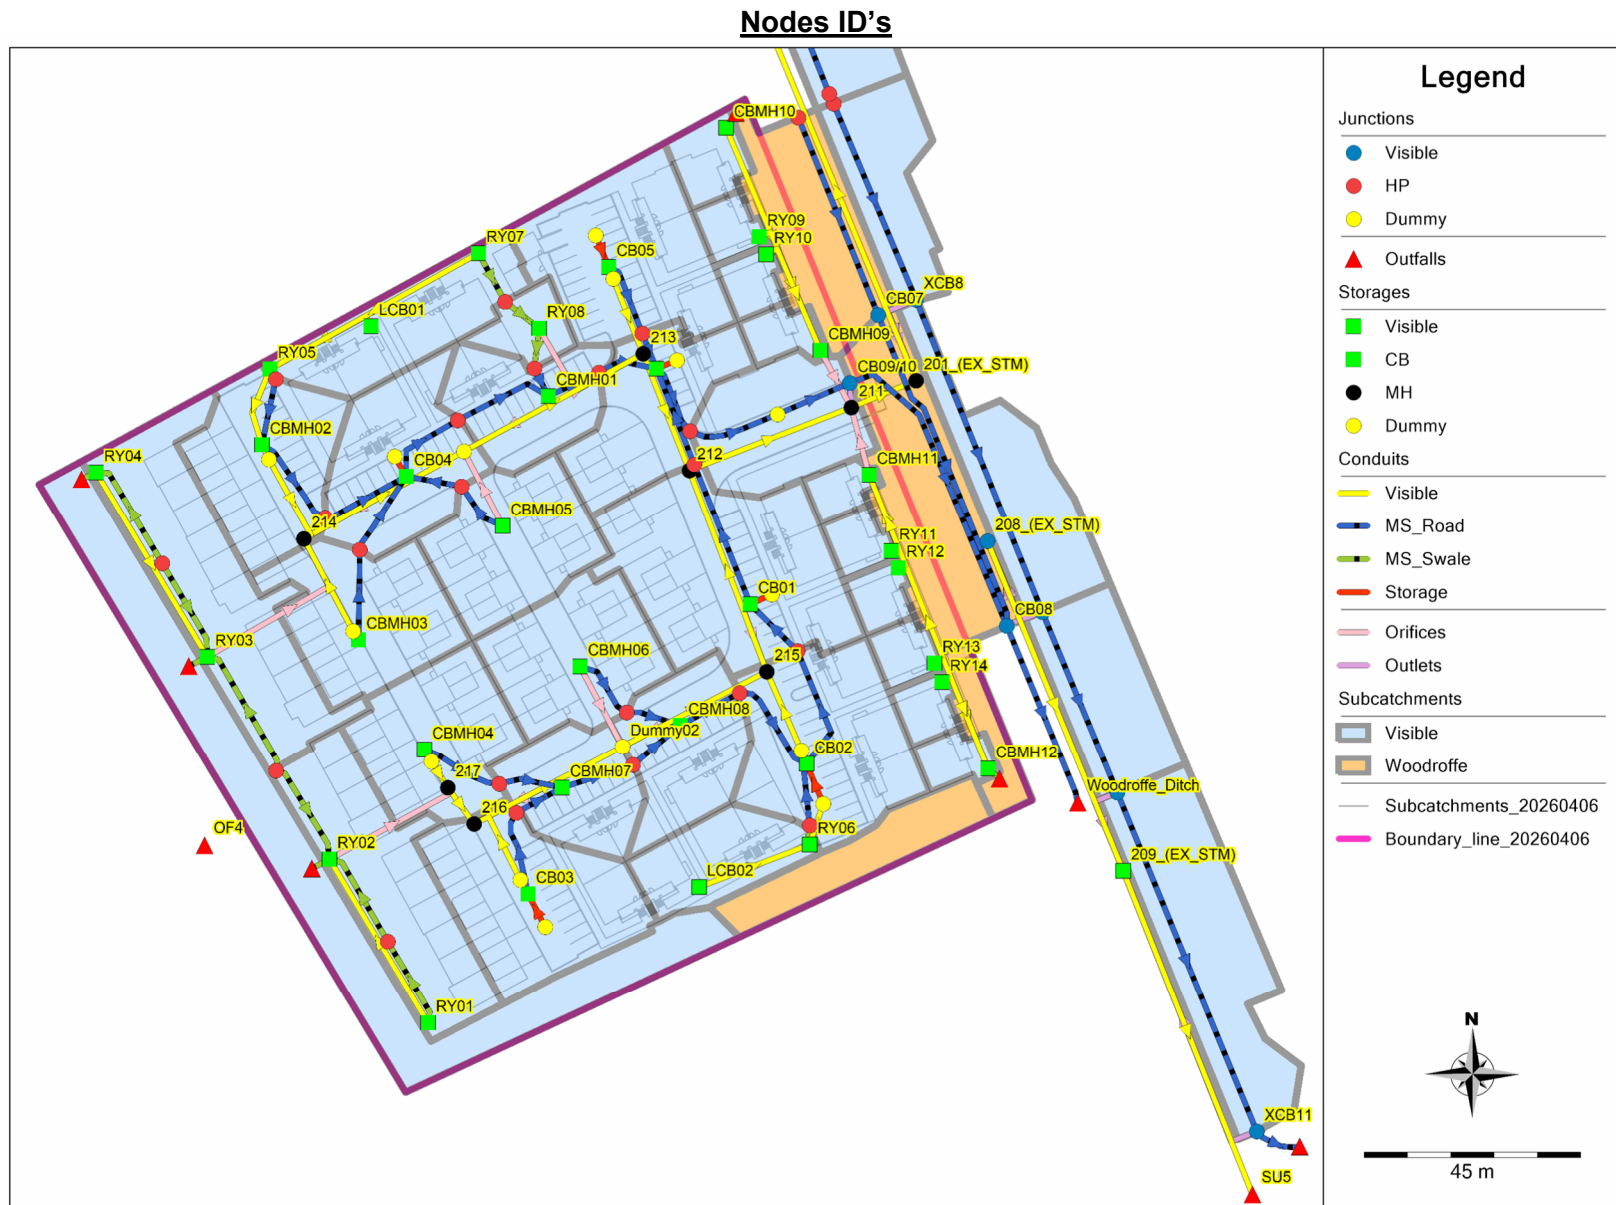 Nodes ID's
Legend
Junctions
Visible
HP
Dummy
Outfalls
Storages
Visible
CB
MH
Dummy
Conduits
Visible
MS_Road
MS_Swale
Storage
Orifices
Outlets
Subcatchments
Visible
Woodroffe
Subcatchments_20260406
Boundary_line_20260406
N
45 m
CBMH10
RY09
RY10
RY07
CB05
XCB8
CB07
LCB01
RY08
213
CBMH09
RY05
CBMH01
CB09/10
201_(EX_STM)
211
CBMH02
RY04
CB04
212
CBMH11
CBMH05
214
208_(EX_STM)
RY11
RY12
CB01
CB08
CBMH03
RY03
CBMH06
215
RY13
RY14
CBMH08
Dummy02
CBMH04
CB02
CBMH12
217
CBMH07
Woodroffe_Ditch
216
OF4
RY06
RY02
209_(EX_STM)
LCB02
CB03
RY01
XCB11
SU5